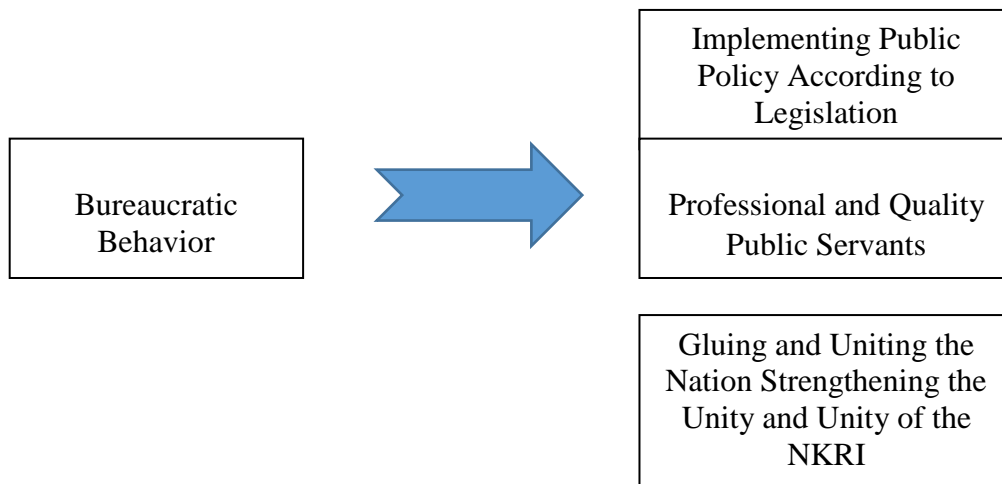 Implementing Public
Policy According to
Legislation
Bureaucratic
Behavior
Professional and Quality
Public Servants
Gluing and Uniting the
Nation Strengthening the
Unity and Unity of the
NKRI